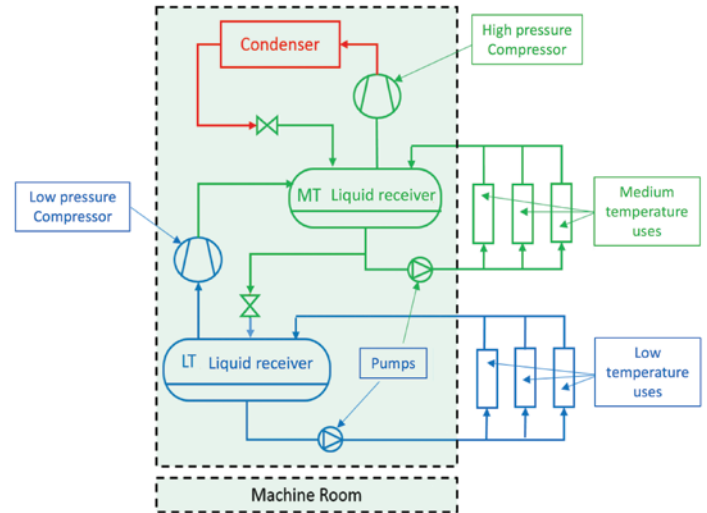 Condenser
High pressure
Compressor
Low pressure
Compressor
MT Liquid receiver
Medium
temperature
uses
LT Liquid receiver
Pumps
Low
temperature
uses
Machine Room